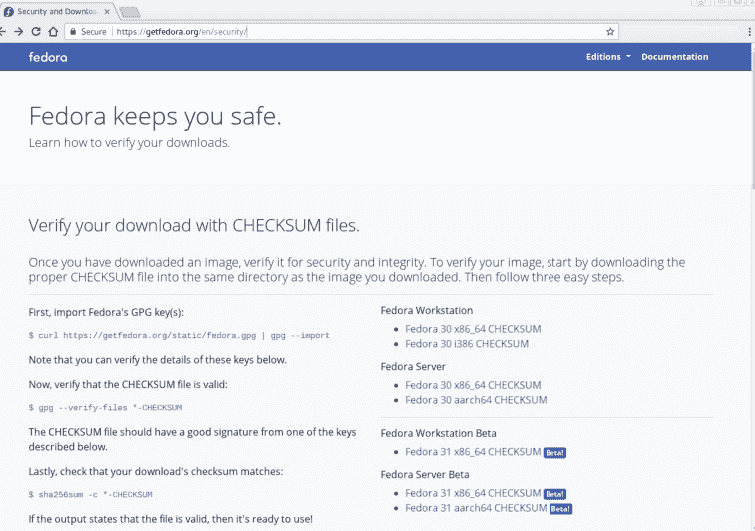 Security and Downloa
Secure https://getfedora.org/en/security/
fedora
Editions Documentation
Fedora keeps you safe.
Learn how to verify your downloads.
Verify your download with CHECKSUM files.
Once you have downloaded an image, verify it for security and integrity. To verify your image, start by downloading the
proper CHECKSUM file into the same directory as the image you downloaded. Then follow three easy steps.
First, import Fedora's GPG key(s):
$ curl https://getfedora.org/static/fedora.gpg | gpg --import
Note that you can verify the details of these keys below.
Now, verify that the CHECKSUM file is valid:
$ gpg --verify-files *-CHECKSUM
The CHECKSUM file should have a good signature from one of the keys
described below.
Lastly, check that your download's checksum matches:
$ sha256sum -c *-CHECKSUM
If the output states that the file is valid, then it's ready to use!
Fedora Workstation
Fedora 30 x86_64 CHECKSUM
Fedora 30 i386 CHECKSUM
Fedora Server
Fedora 30 x86_64 CHECKSUM
Fedora 30 aarch64 CHECKSUM
Fedora Workstation Beta
Fedora 31 x86_64 CHECKSUM Beta!
Fedora Server Beta
Fedora 31 x86_64 CHECKSUM Beta!
Fedora 31 aarch64 CHECKSUM Beta!